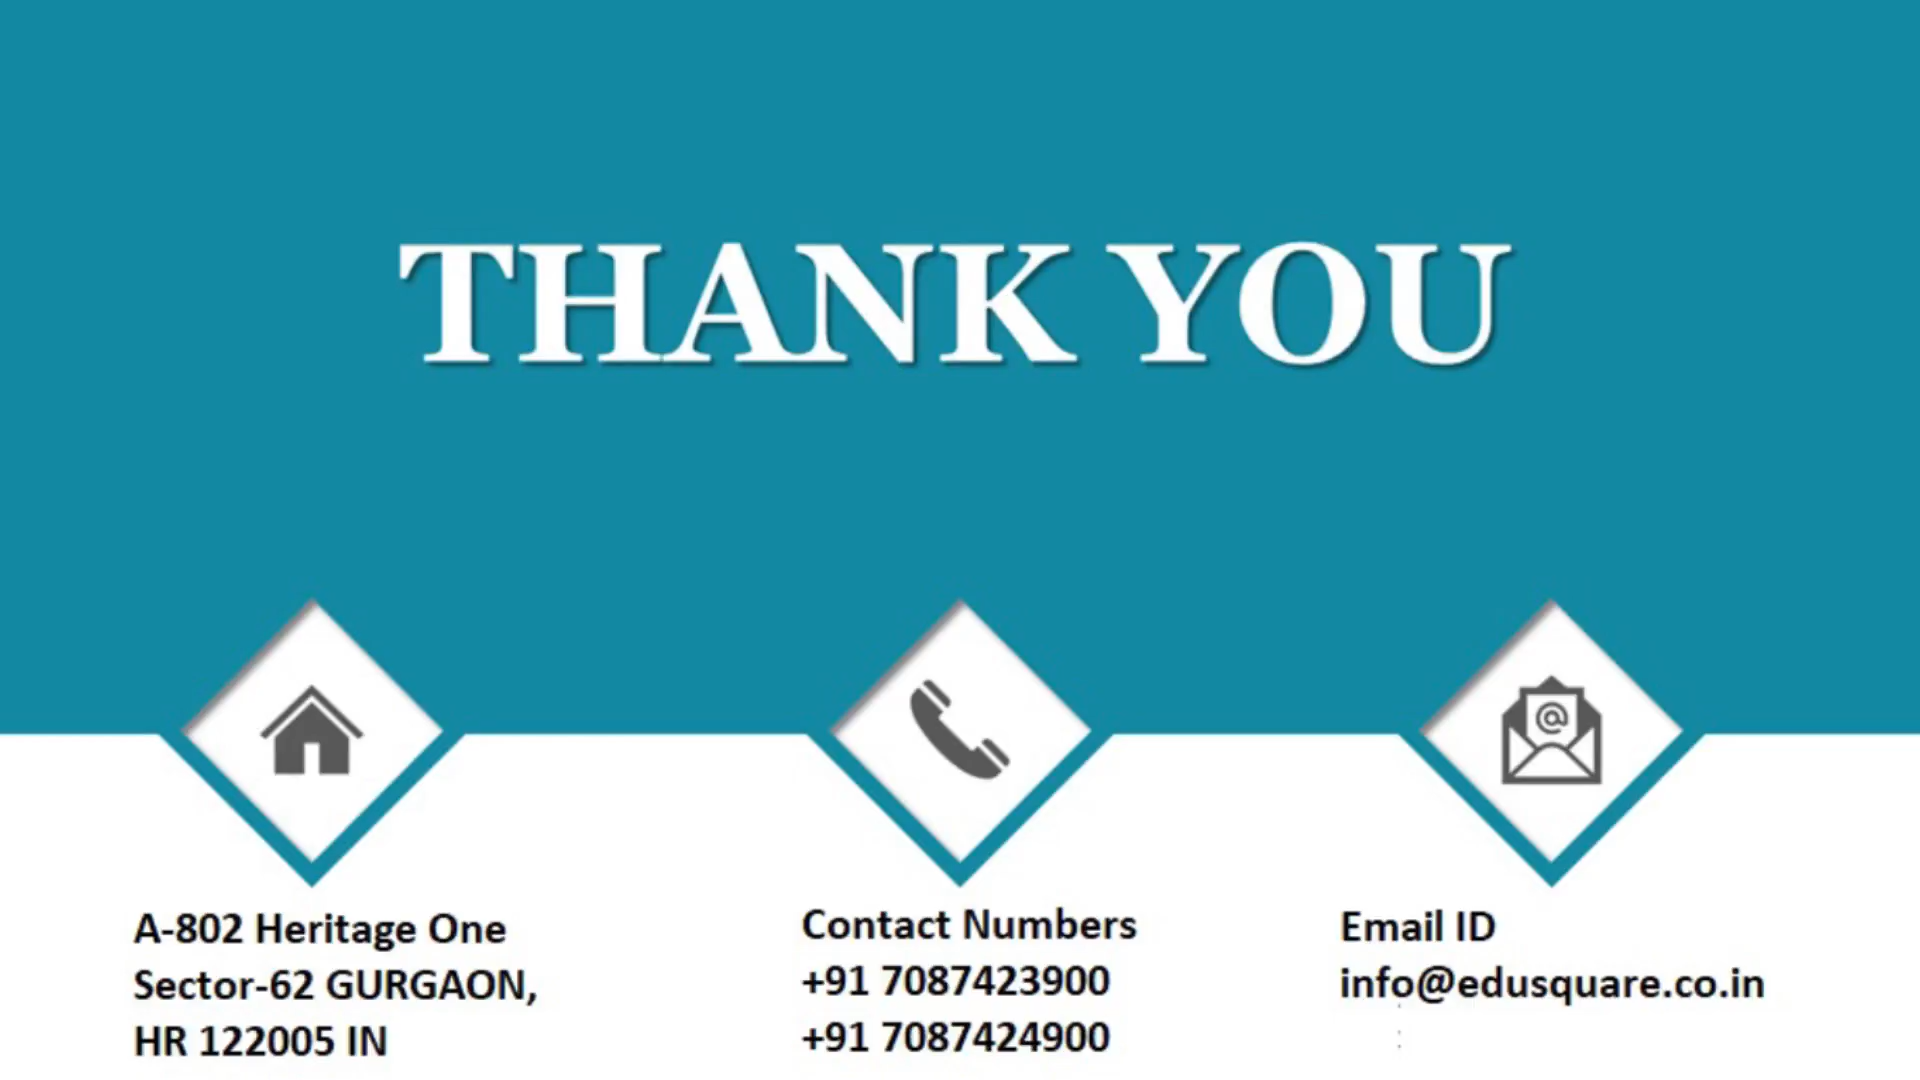 THANK YOU
A-802 Heritage One
Sector-62 GURGAON,
HR 122005 IN
Contact Numbers
+91 7087423900
+91 7087424900
Email ID
info@edusquare.co.in